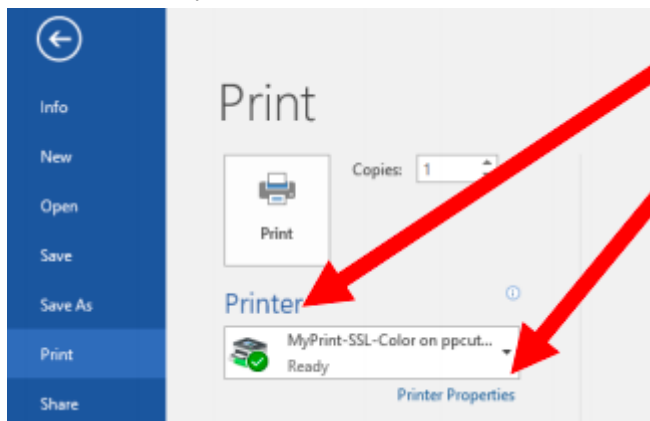 Print
Info
New
Open
Save
Save As
Print
Share
Copies: 1
Print
Printer
MyPrint-SSL-Color on ppcut...
Ready
Printer Properties